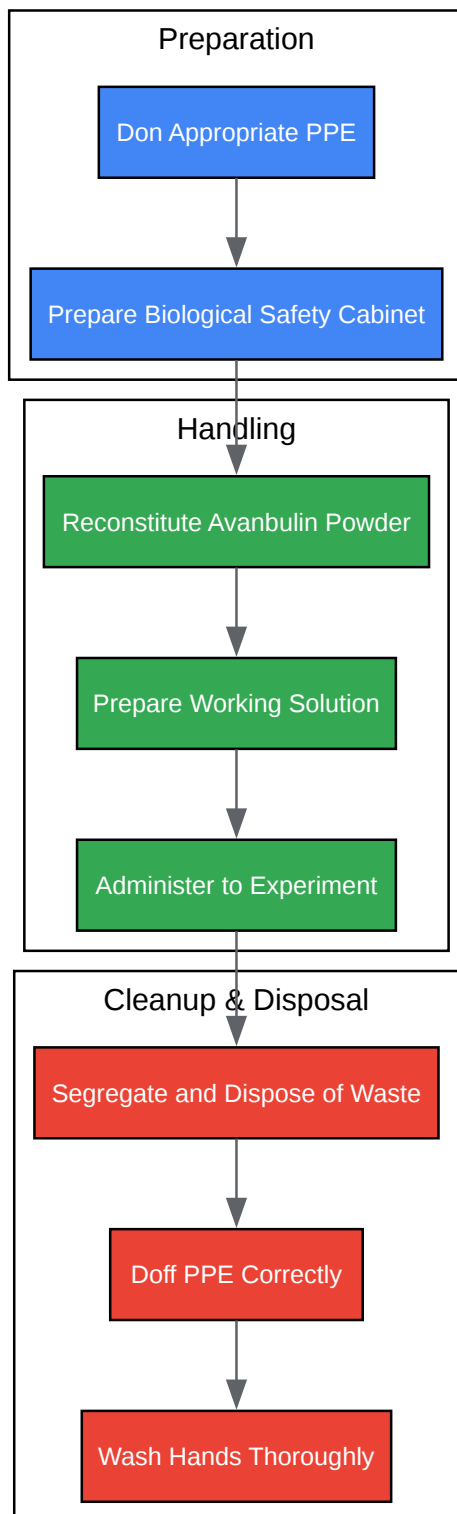 Preparation
Don Appropriate PPE
Prepare Biological Safety Cabinet
Handling
Reconstitute Avanbulin Powder
Prepare Working Solution
Administer to Experiment
Cleanup & Disposal
Segregate and Dispose of Waste
Doff PPE Correctly
Wash Hands Thoroughly